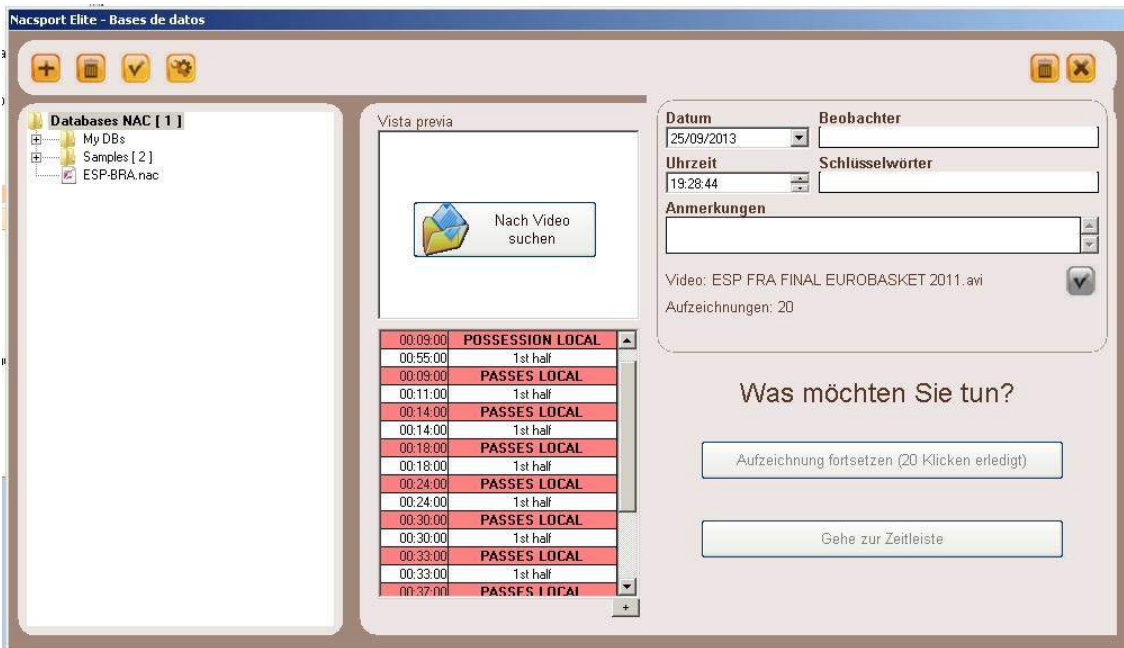 Nacsport Elite - Bases de datos
Databases NAC [ 1 ]
My DBs
Samples [ 2 ]
ESP-BRA.nac
Vista previa
Nach Video
suchen
00:09:00 POSSESSION LOCAL
00:55:00 1st half
00:09:00 PASSES LOCAL
00:11:00 1st half
00:14:00 PASSES LOCAL
00:14:00 1st half
00:18:00 PASSES LOCAL
00:18:00 1st half
00:24:00 PASSES LOCAL
00:24:00 1st half
00:30:00 PASSES LOCAL
00:30:00 1st half
00:33:00 PASSES LOCAL
00:33:00 1st half
00:37:00 PASSES LOCAL
+
Datum Beobachter
25/09/2013
Uhrzeit Schlüsselwörter
19:28:44
Anmerkungen
Video: ESP FRA FINAL EUROBASKET 2011.avi
Aufzeichnungen: 20
Was möchten Sie tun?
Aufzeichnung fortsetzen (20 Klicken erledigt)
Gehe zur Zeitleiste